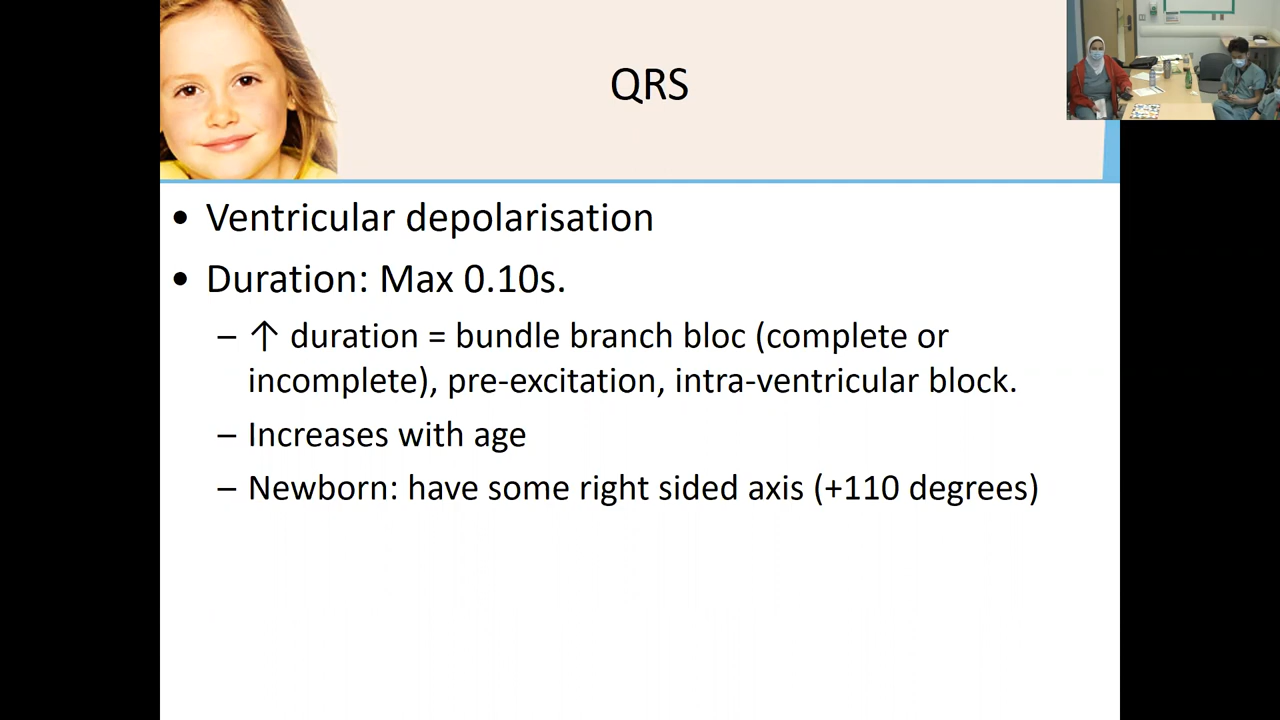 QRS
• Ventricular depolarisation
• Duration: Max 0.10s.
– ↑ duration = bundle branch bloc (complete or
incomplete), pre-excitation, intra-ventricular block.
– Increases with age
– Newborn: have some right sided axis (+110 degrees)